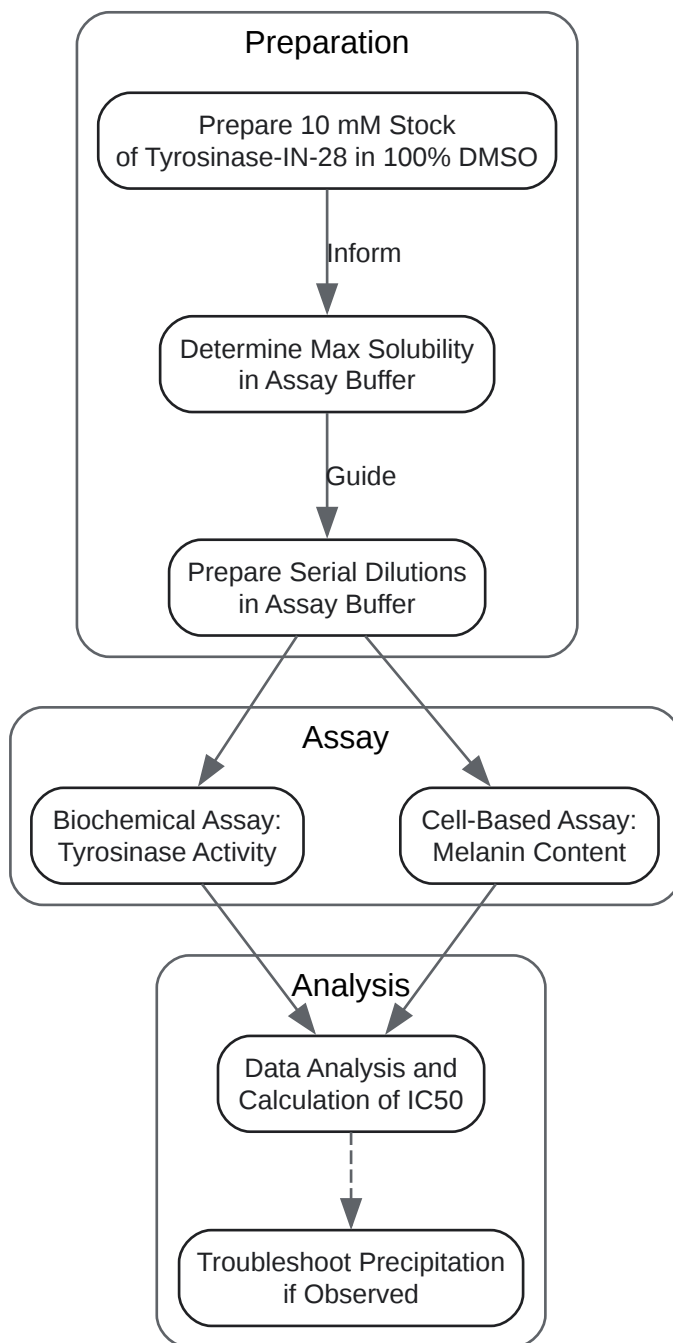 Preparation
Prepare 10 mM Stock
of Tyrosinase-IN-28 in 100% DMSO
Inform
Determine Max Solubility
in Assay Buffer
Guide
Prepare Serial Dilutions
in Assay Buffer
Assay
Biochemical Assay:
Tyrosinase Activity
Cell-Based Assay:
Melanin Content
Analysis
Data Analysis and
Calculation of IC50
Troubleshoot Precipitation
if Observed